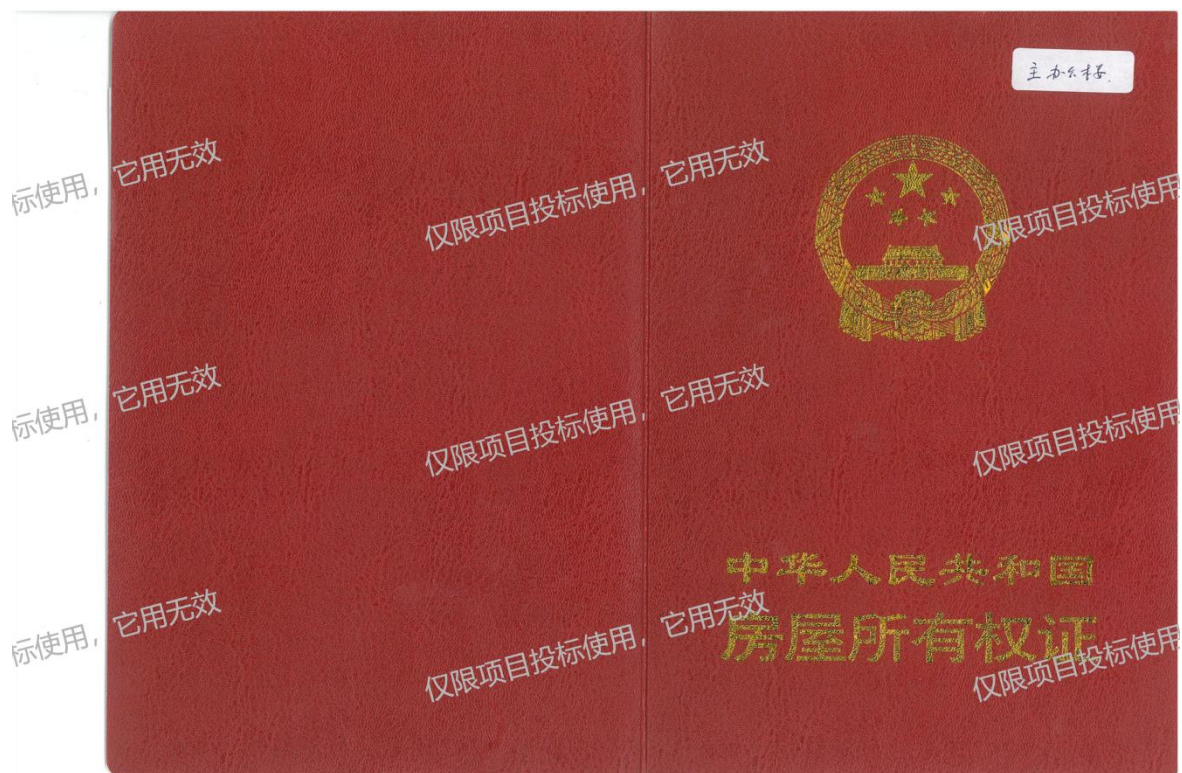 主办公楼
标使用，它用无效
仅限项目投标使用，它用无效
仅限项目投标使用
标使用，它用无效
仅限项目投标使用，它用无效
仅限项目投标使用
中华人民共和国
房屋所有权证
标使用，它用无效
仅限项目投标使用，它用无效
仅限项目投标使用